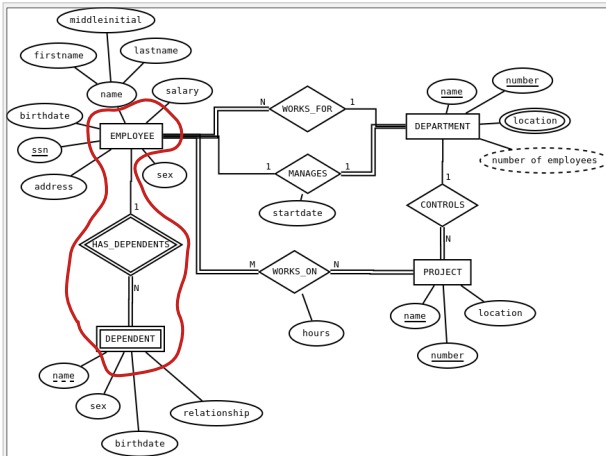 middleinitial
firstname
lastname
name
salary
birthdate
EMPLOYEE
ssn
address
sex
N
WORKS_FOR
1
name
number
DEPARTMENT
location
number of employees
1
MANAGES
1
startdate
1
CONTROLS
N
1
HAS_DEPENDENTS
N
M
WORKS_ON
N
PROJECT
hours
name
location
number
DEPENDENT
name
sex
relationship
birthdate